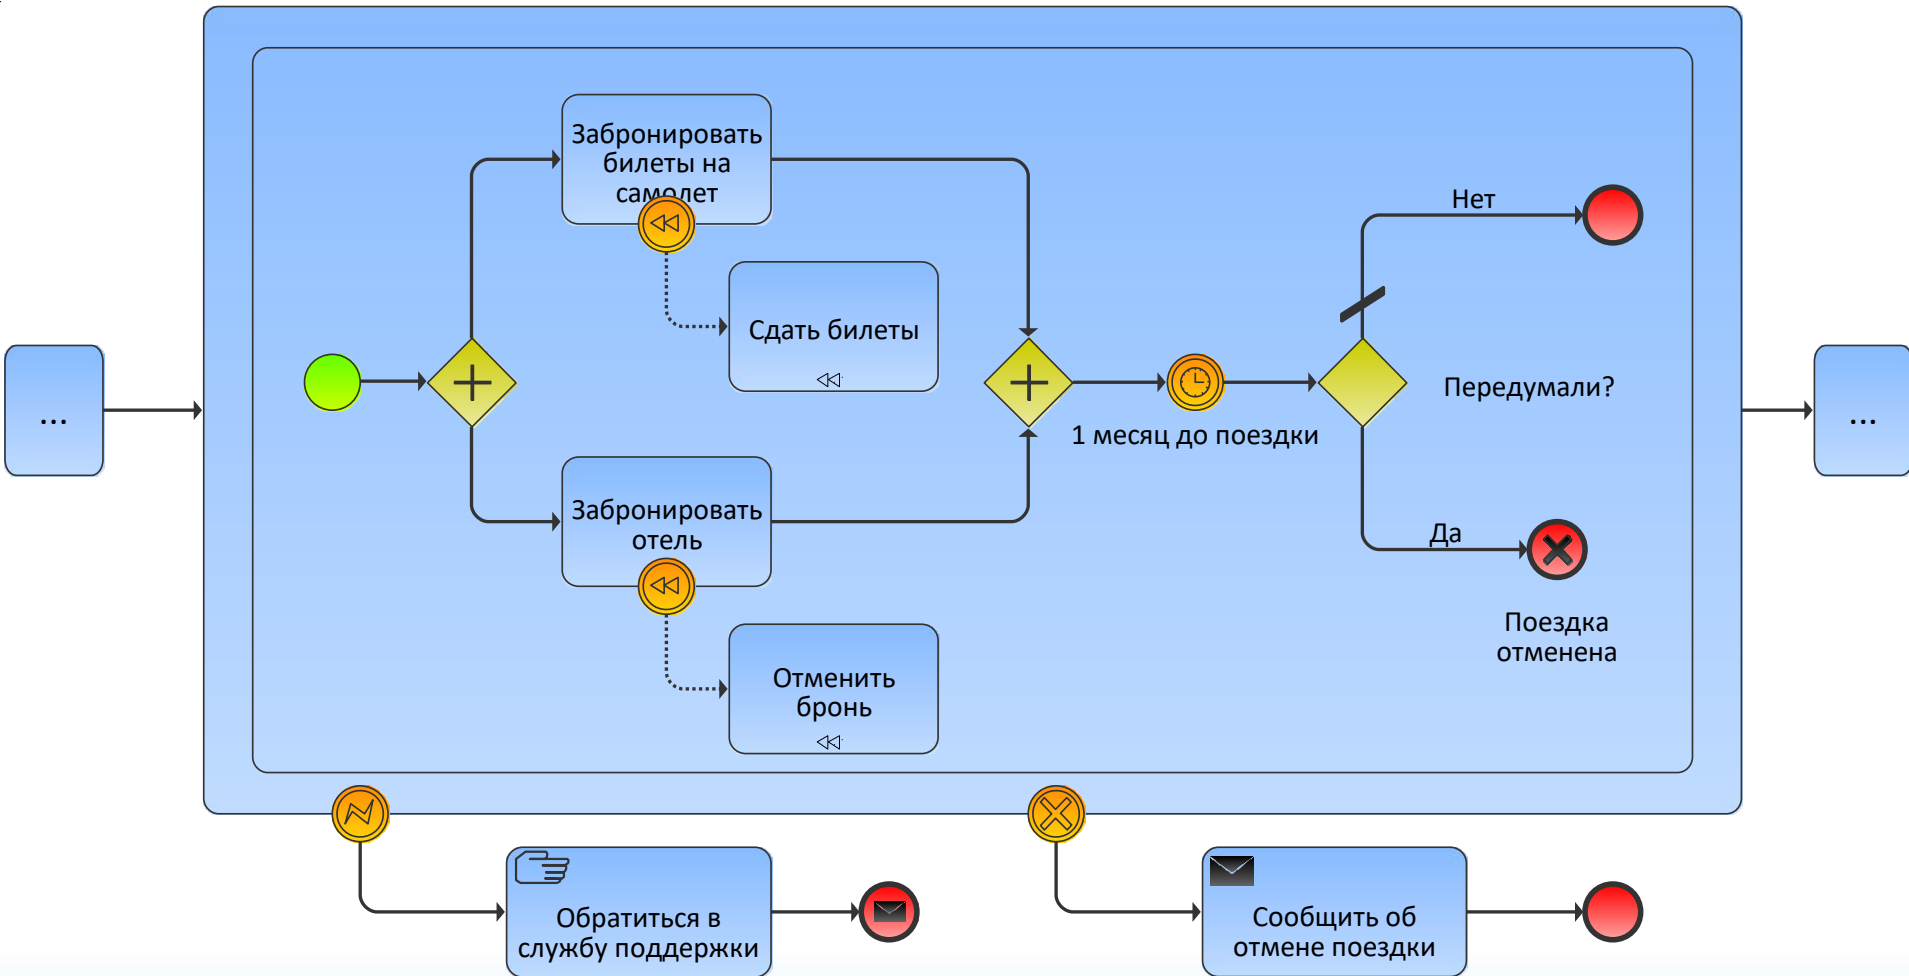 Забронировать
билеты на
самолет
Нет
Сдать билеты
...
Передумали?
...
1 месяц до поездки
Забронировать
отель
Да
Поездка
отменена
Отменить
бронь
Обратиться в
службу поддержки
Сообщить об
отмене поездки